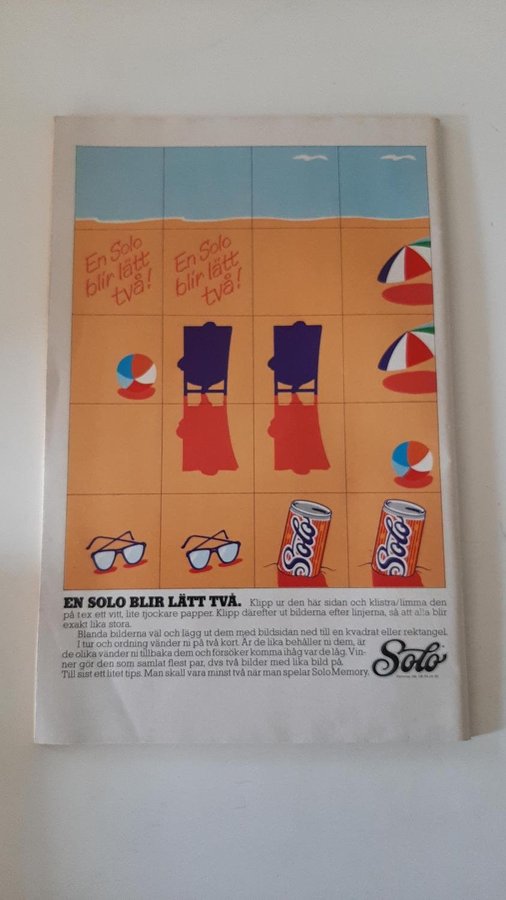 En Solo En Solo
blir lätt blir lätt
två! två!
Solo Solo
EN SOLO BLIR LÄTT TVÅ. Klipp ur den här sidan och klistra/limma den
på t ex ett vitt, lite tjockare papper. Klipp därefter ut bilderna efter linjerna, så att alla blir
exakt lika stora.
Blanda bilderna väl och lägg ut dem med bildsidan ned till en kvadrat eller rektangel.
I tur och ordning vänder ni på två kort. Är de lika behåller ni dem, är
de olika vänder ni tillbaka dem och försöker komma ihåg var de låg. Vin-
ner gör den som samlat flest par, dvs två bilder med lika bild på.
Till sist ett litet tips. Man skall vara minst två när man spelar Solo.Memory.
Solo